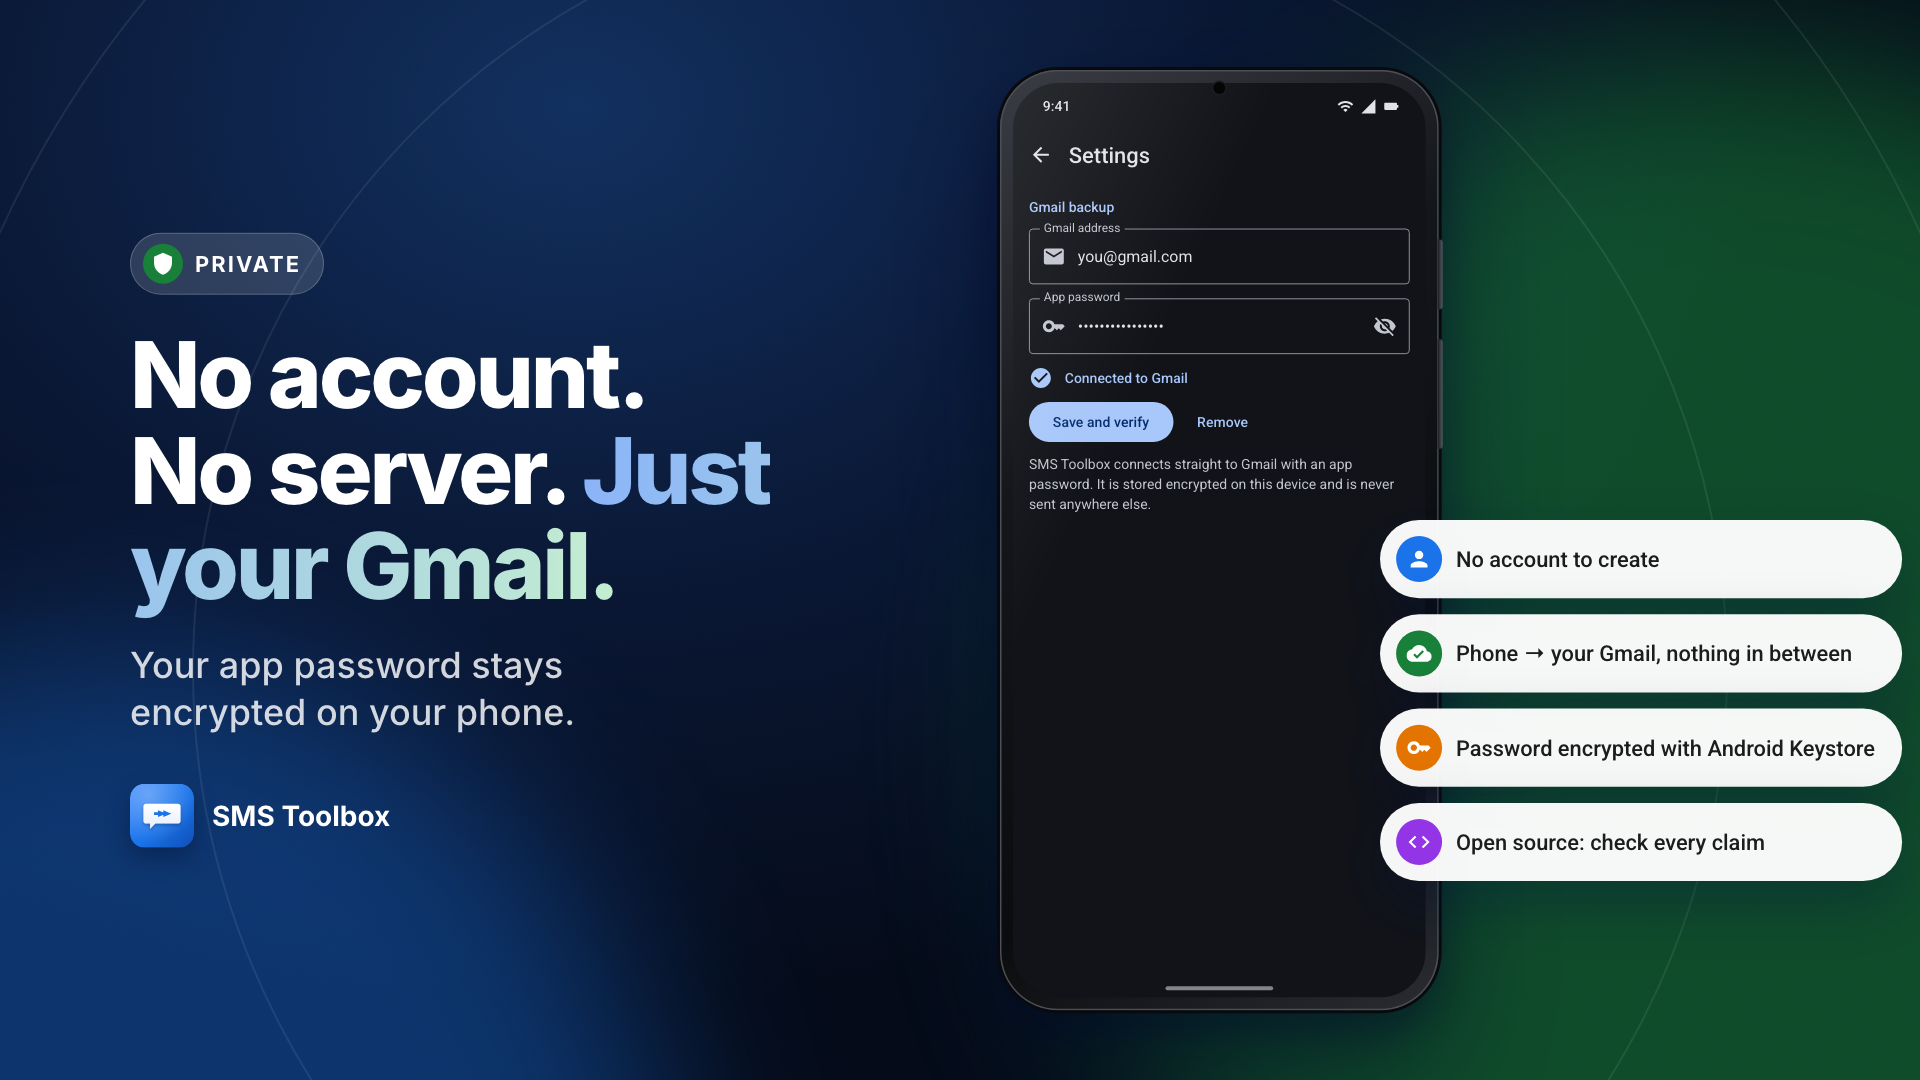 PRIVATE
No account.
No server. Just
your Gmail.
Your app password stays
encrypted on your phone.
SMS Toolbox
9:41
Settings
Gmail backup
Gmail address
you@gmail.com
App password
••••••••••••••••
Connected to Gmail
Save and verify
Remove
SMS Toolbox connects straight to Gmail with an app
password. It is stored encrypted on this device and is never
sent anywhere else.
No account to create
Phone → your Gmail, nothing in between
Password encrypted with Android Keystore
Open source: check every claim